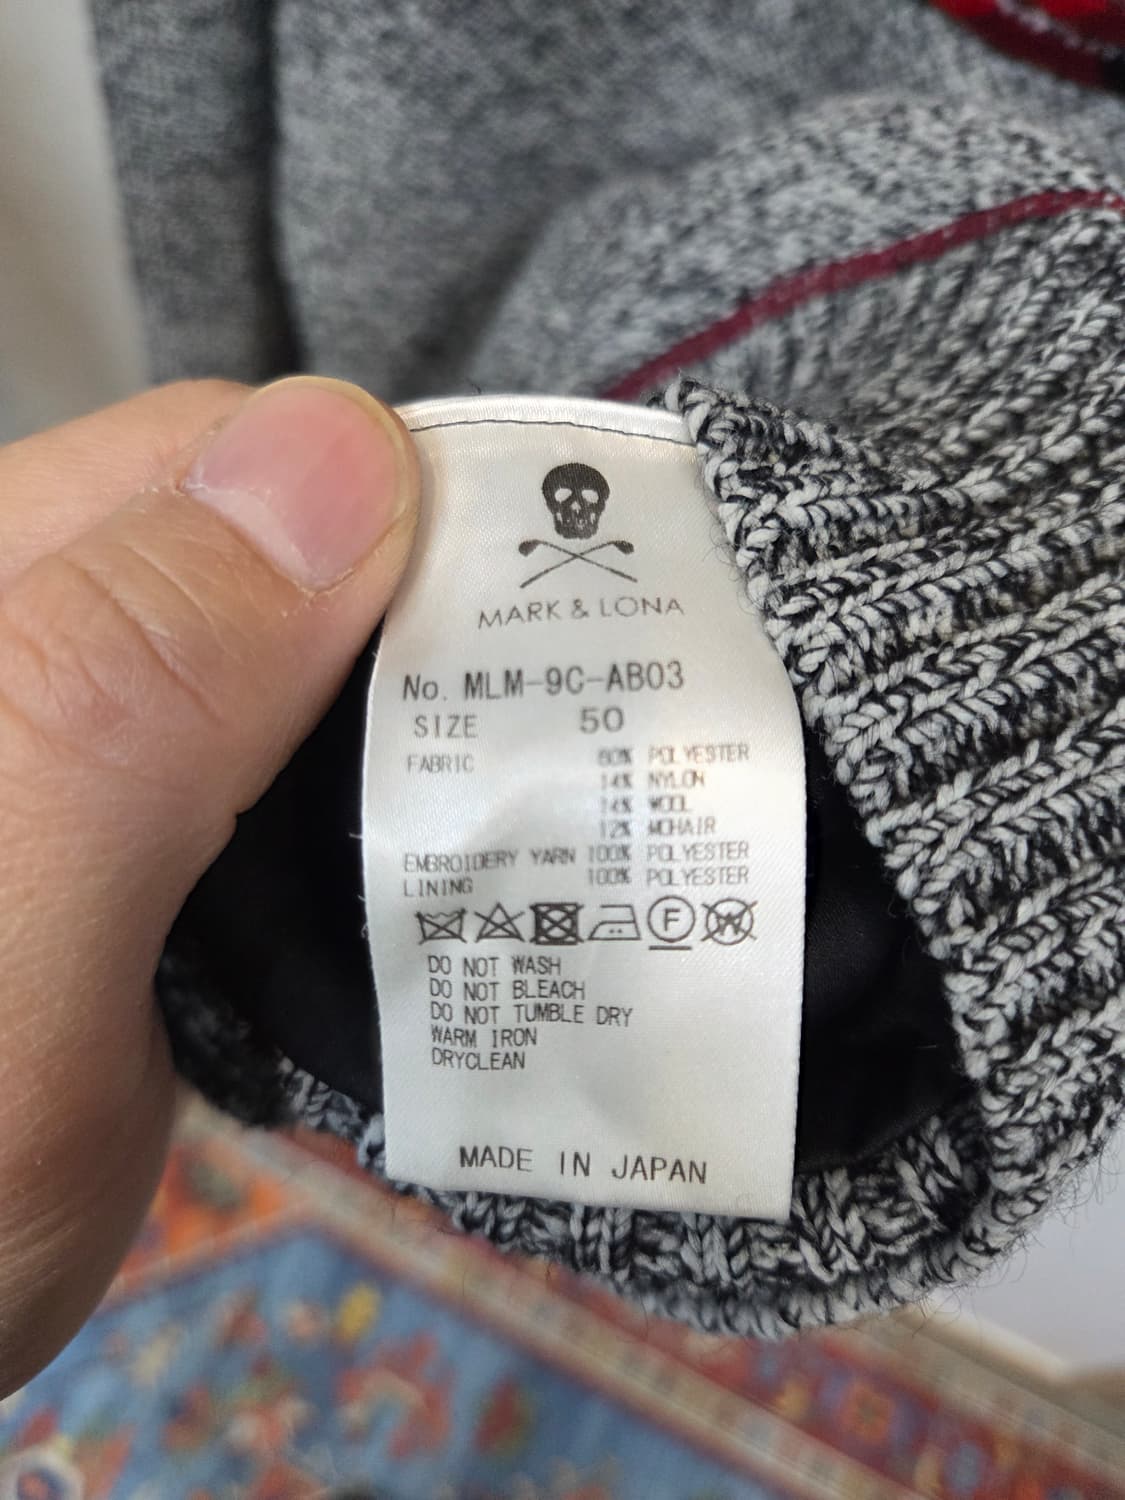 MARK & LONA
No. MLM-9C-AB03
SIZE 50
FABRIC 60% POLYESTER
14% NYLON
14% WOOL
12% MOHAIR
EMBROIDERY YARN 100% POLYESTER
LINING 100% POLYESTER
F W
DO NOT WASH
DO NOT BLEACH
DO NOT TUMBLE DRY
WARM IRON
DRYCLEAN
MADE IN JAPAN